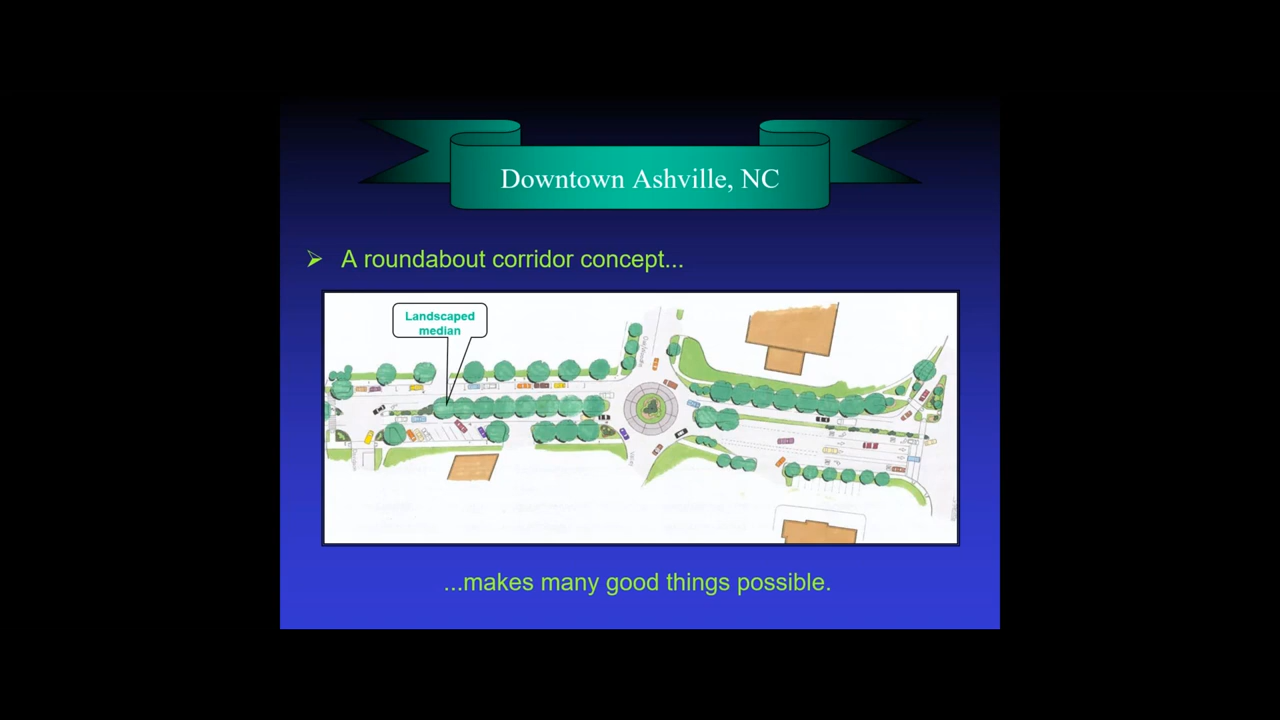 Downtown Ashville, NC
A roundabout corridor concept...
Landscaped
median
...makes many good things possible.